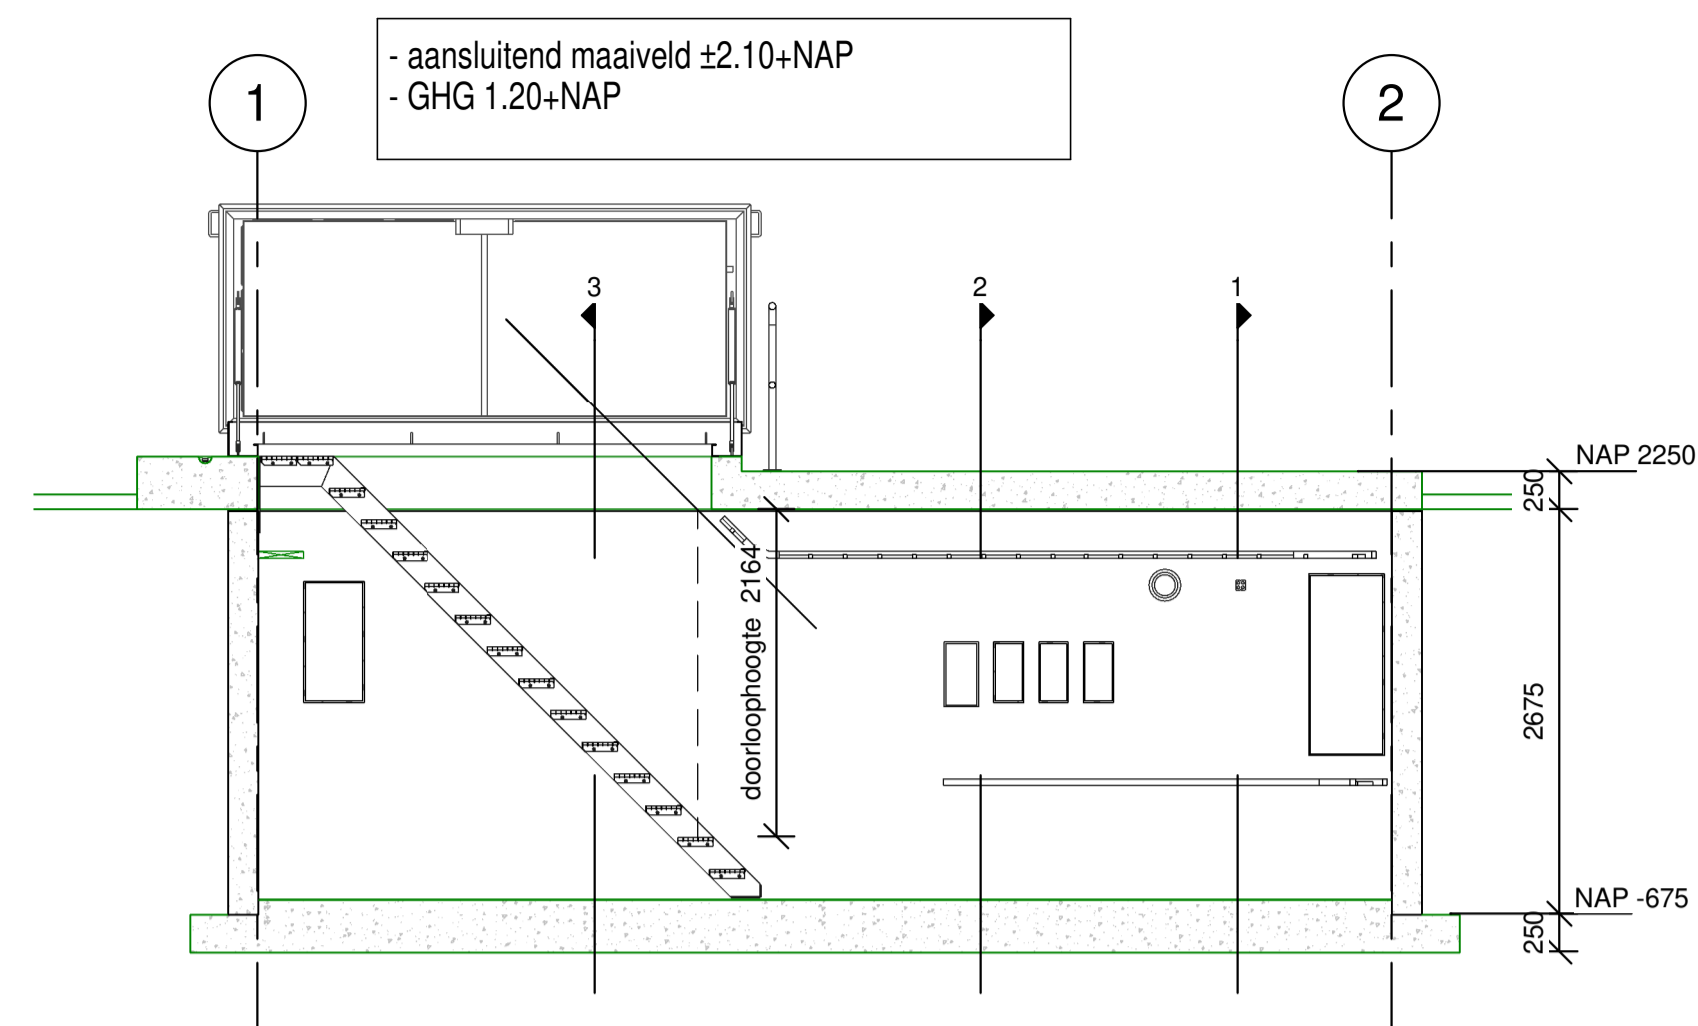 - aansluitend maaiveld ±2.10+NAP
- GHG 1.20+NAP
1
2
3
2
1
NAP 2250
250
doorloophoogte 2164
2675
NAP -675
250